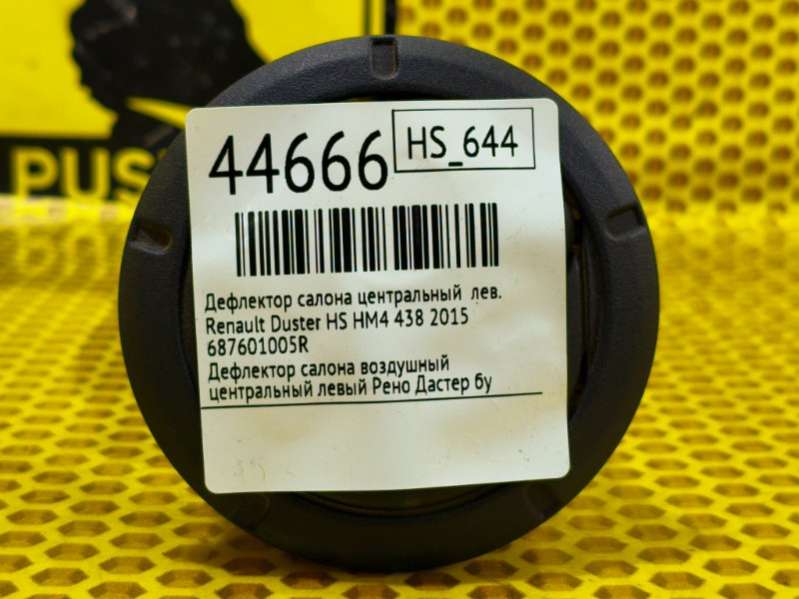 PUS
44666
HS_644
Дефлектор салона центральный лев.
Renault Duster HS HM4 438 2015
687601005R
Дефлектор салона воздушный
центральный левый Рено Дастер бу